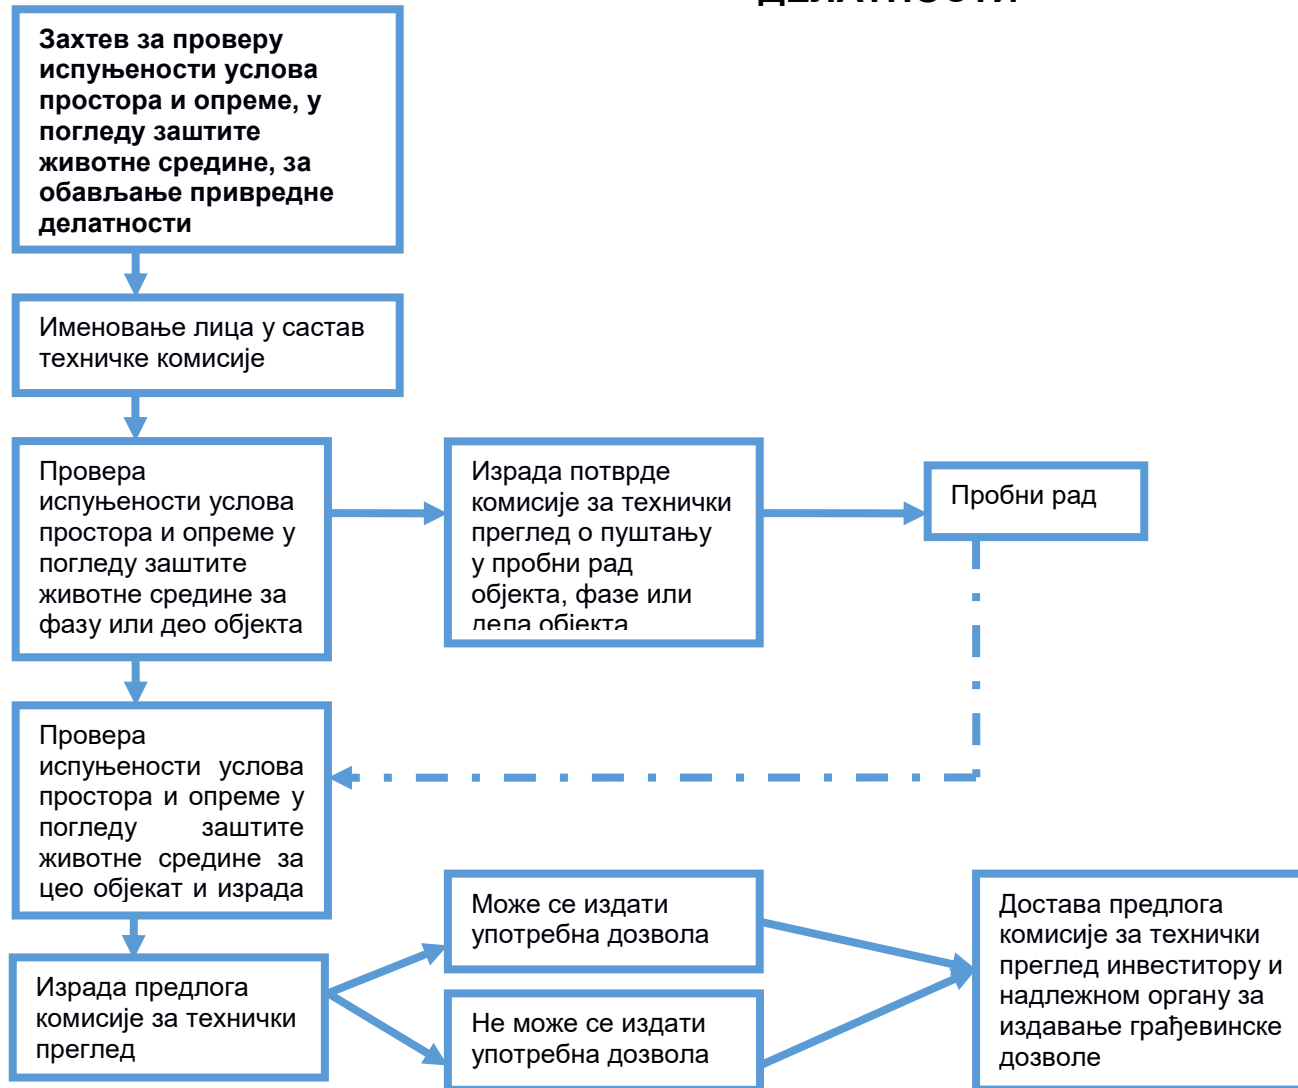 ДЕЛАТНОСТИ
Захтев за проверу
испуњености услова
простора и опреме, у
погледу заштите
животне средине, за
обављање привредне
делатности
Именовање лица у састав
техничке комисије
Провера
испуњености услова
простора и опреме у
погледу заштите
животне средине за
фазу или део објекта
Израда потврде
комисије за технички
преглед о пуштању
у пробни рад
објекта, фазе или
дела објекта
Пробни рад
Провера
испуњености услова
простора и опреме у
погледу заштите
животне средине за
цео објекат и израда
Може се издати
употребна дозвола
Не може се издати
употребна дозвола
Израда предлога
комисије за технички
преглед
Достава предлога
комисије за технички
преглед инвеститору и
надлежном органу за
издавање грађевинске
дозволе